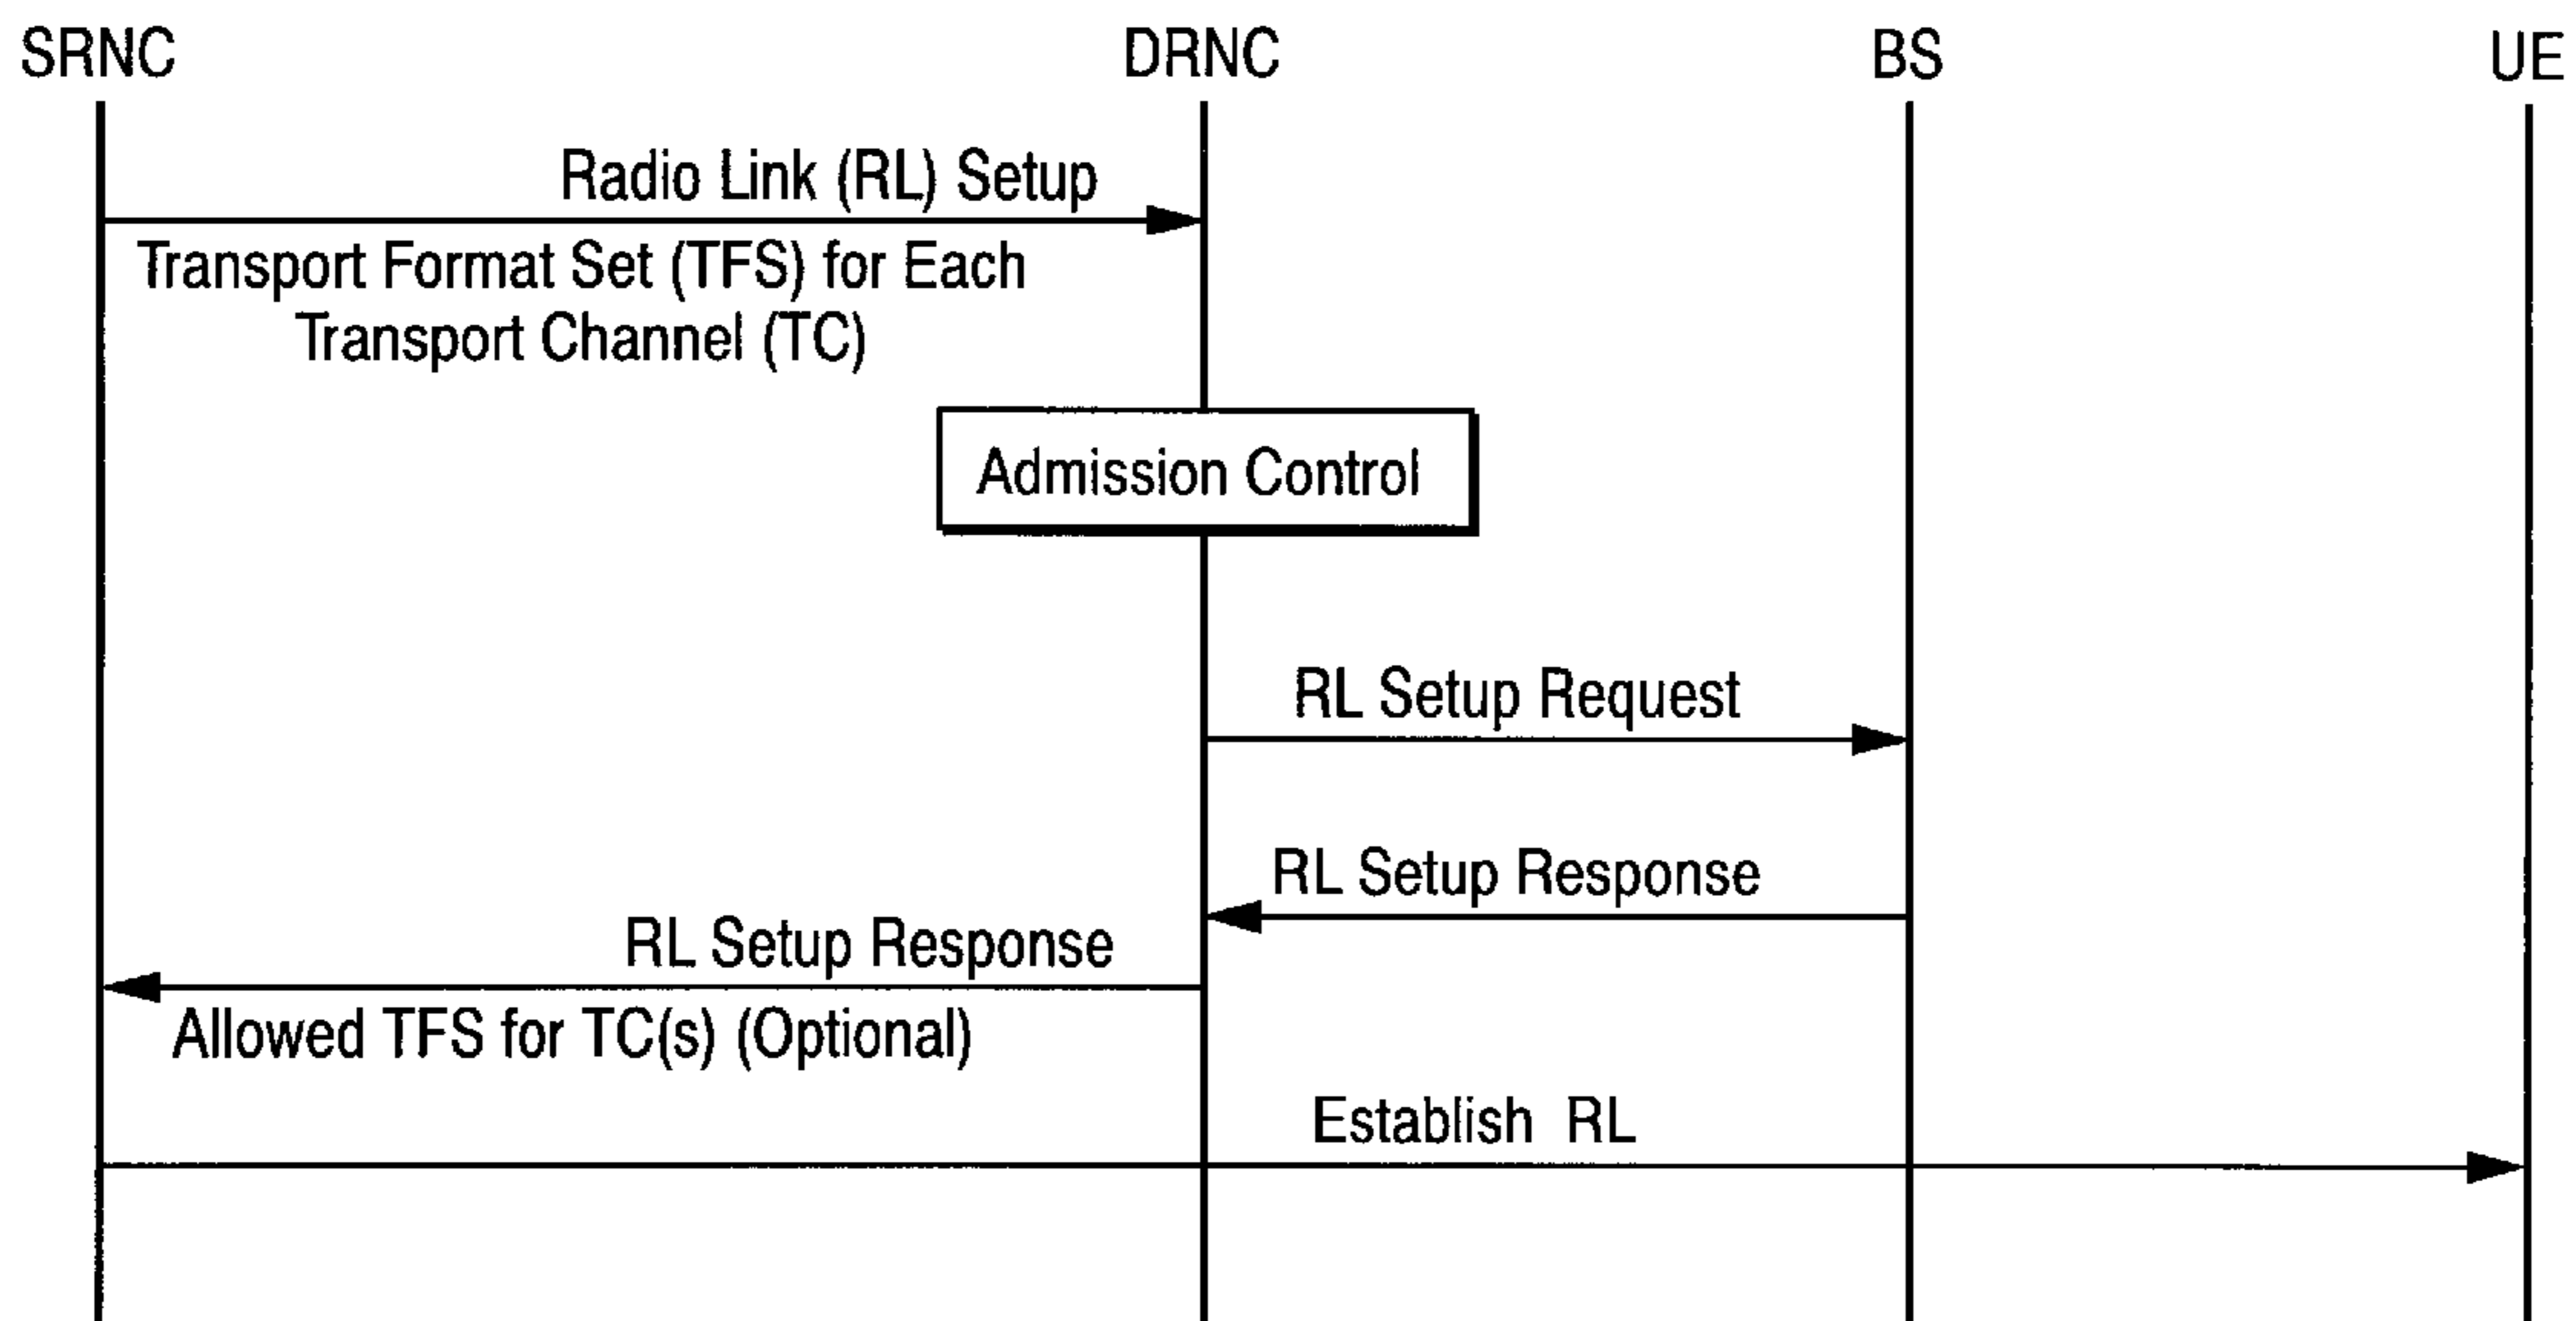 SRNC
DRNC
BS
UE
Radio Link (RL) Setup
Transport Format Set (TFS) for Each
Transport Channel (TC)
Admission Control
RL Setup Request
RL Setup Response
RL Setup Response
Allowed TFS for TC(s) (Optional)
Establish RL